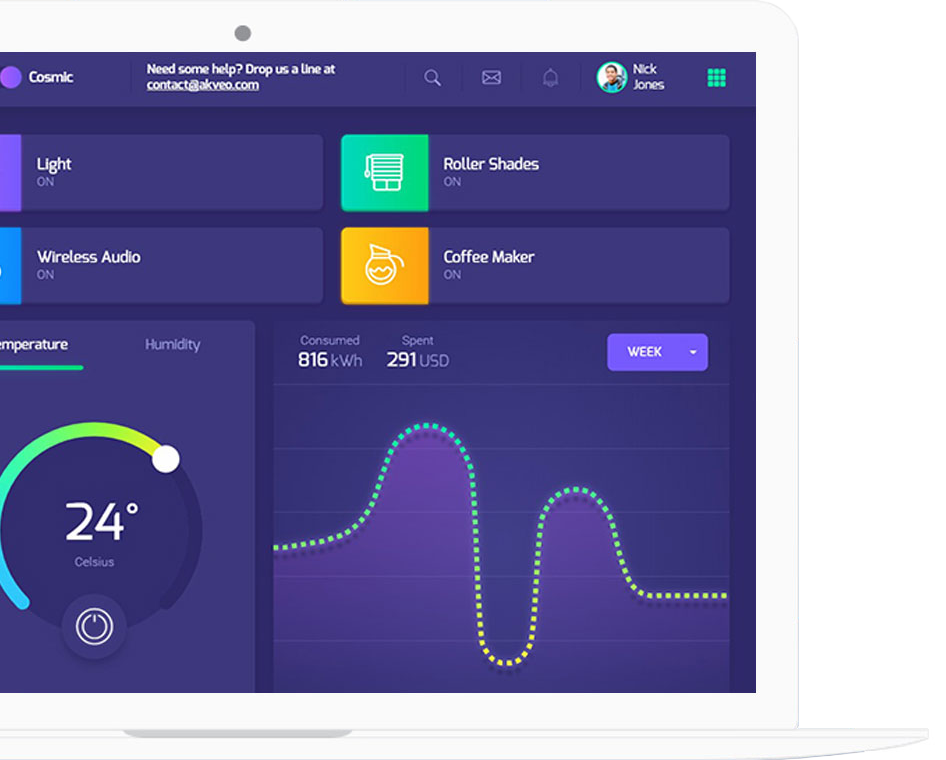 Cosmic
Need some help? Drop us a line at
contact@akveo.com
Nick
Jones
Light
ON
Roller Shades
ON
Wireless Audio
ON
Coffee Maker
ON
emperature
Humidity
Consumed
816 kWh
Spent
291 USD
WEEK
24°
Celsius